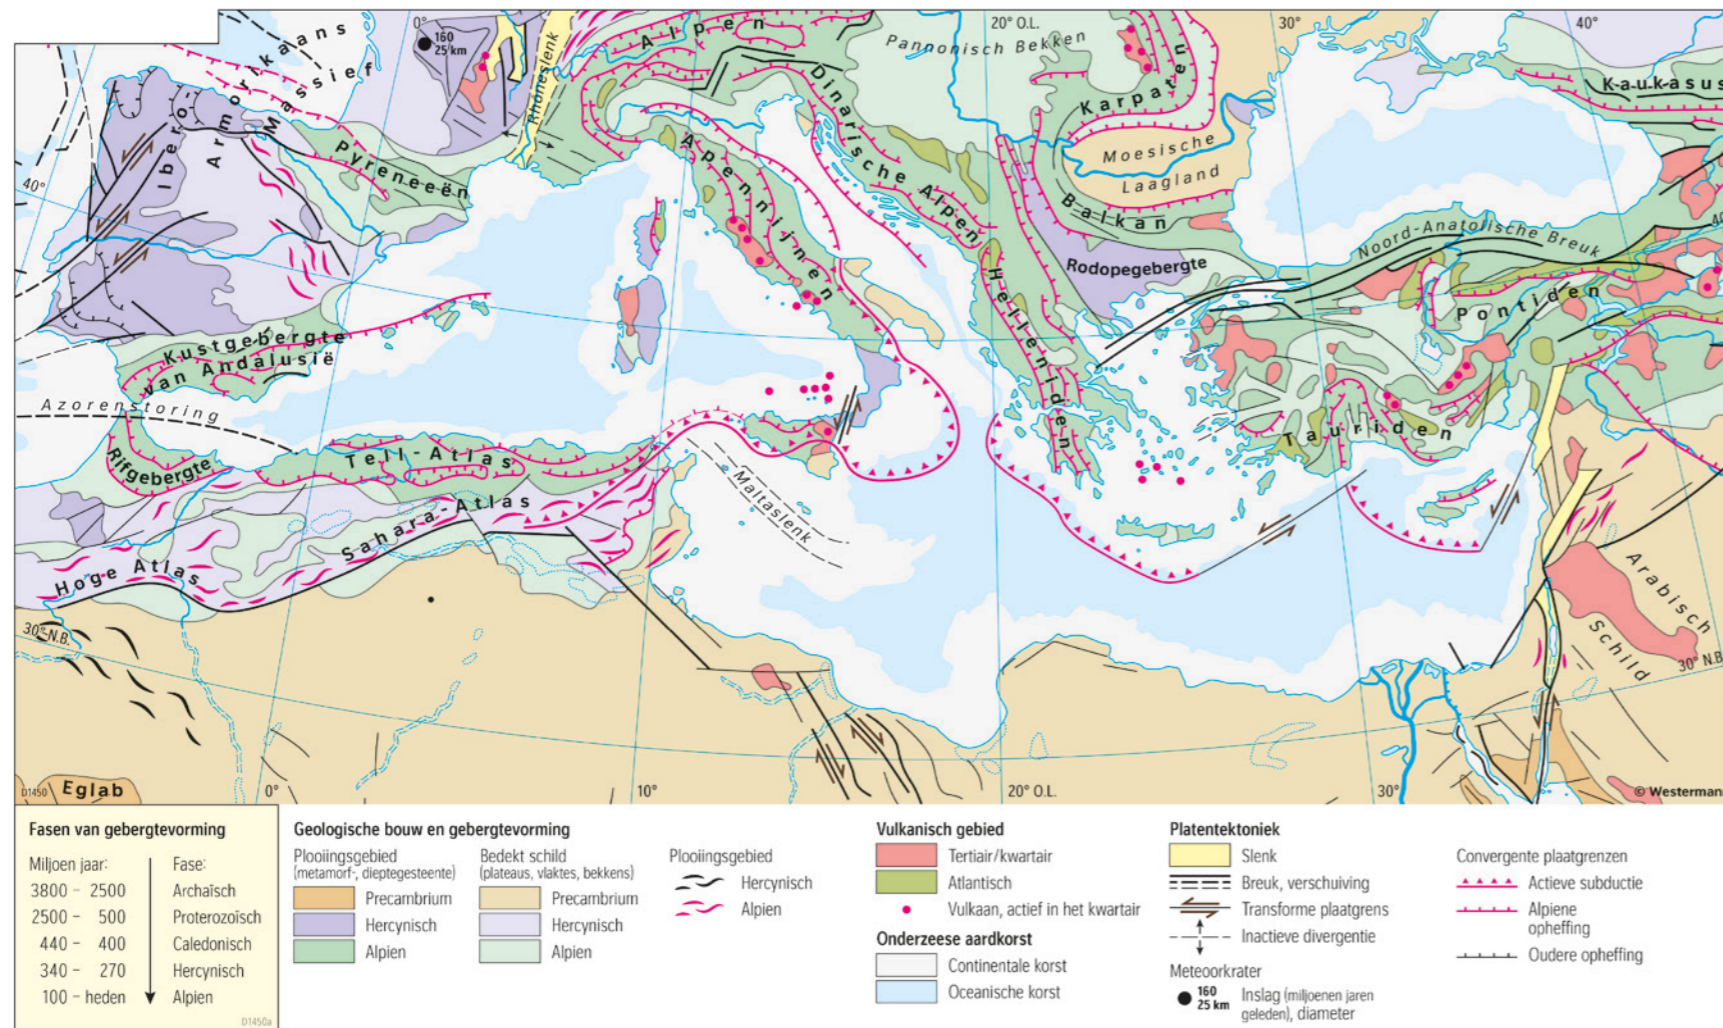 0°
20° O.L.
30°
40°
160
25 km
Armorikaans
Massief
Ibero-
Rhôneslenk
Alpen
Pannonisch Bekken
Karpaten
Kaukasus
Dinarische Alpen
Moesische
Laagland
Balkan
Pyreneeën
Apennijnen
40°
40°
Noord-Anatolische Breuk
Rodopegebergte
Helleniden
Pontiden
Kustgebergte
van Andalusië
Azorenstoring
Rifgebergte
Tell-Atlas
Tauriden
Maltaslenk
Sahara-Atlas
Hoge Atlas
Arabisch
Schild
30° N.B.
30° N.B.
Eglab
D1450
0°
10°
20° O.L.
30°
© Westermann
Fasen van gebergtevorming
Miljoen jaar:
Fase:
3800 – 2500 Archaïsch
2500 – 500 Proterozoïsch
440 – 400 Caledonisch
340 – 270 Hercynisch
100 – heden Alpien
D1450a
Geologische bouw en gebergtevorming
Plooiingsgebied
(metamorf-, dieptegesteente)
Precambrium
Hercynisch
Alpien
Bedekt schild
(plateaus, vlaktes, bekkens)
Precambrium
Hercynisch
Alpien
Plooiingsgebied
Hercynisch
Alpien
Vulkanisch gebied
Tertiair/kwartair
Atlantisch
Vulkaan, actief in het kwartair
Onderzeese aardkorst
Continentale korst
Oceanische korst
Platentektoniek
Slenk
Breuk, verschuiving
Transforme plaatgrens
Inactieve divergentie
Meteoorkrater
160
25 km
Inslag (miljoenen jaren
geleden), diameter
Convergente plaatgrenzen
Actieve subductie
Alpiene
opheffing
Oudere opheffing